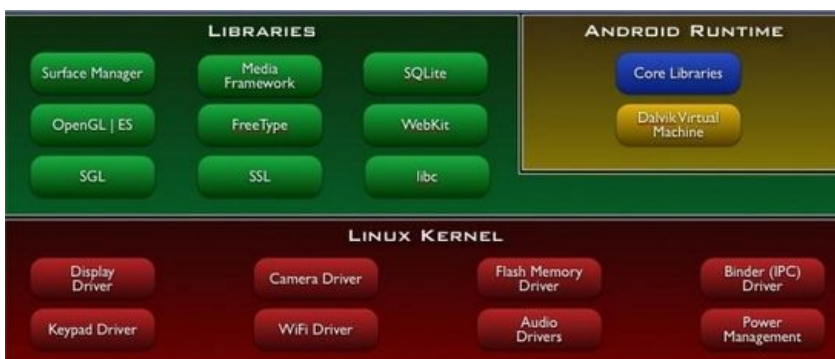 LIBRARIES
Surface Manager
Media
Framework
SQLite
OpenGL | ES
FreeType
WebKit
SGL
SSL
libc
ANDROID RUNTIME
Core Libraries
Dalvik Virtual
Machine
LINUX KERNEL
Display
Driver
Camera Driver
Flash Memory
Driver
Binder (IPC)
Driver
Keypad Driver
WiFi Driver
Audio
Drivers
Power
Management